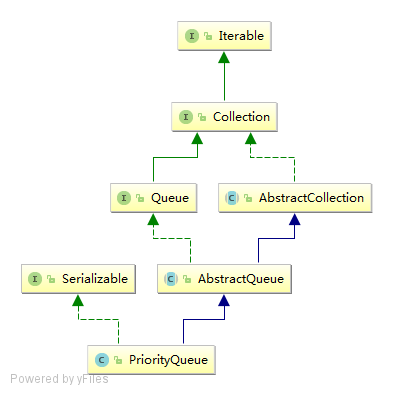 I Iterable
I Collection
I Queue
C AbstractCollection
I Serializable
C AbstractQueue
C PriorityQueue
Powered by yFiles